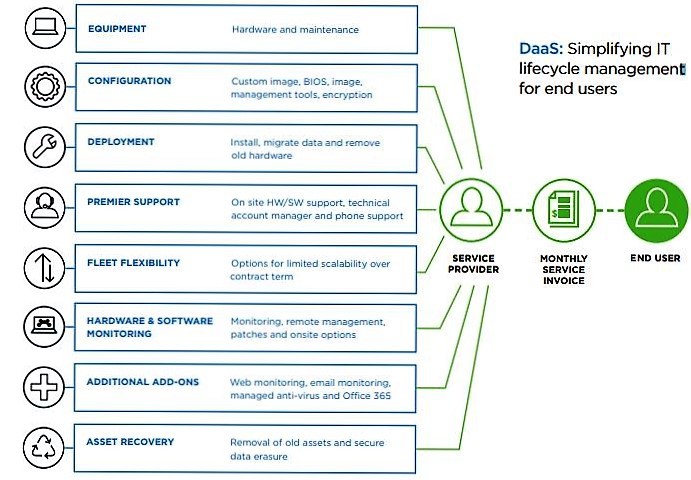 EQUIPMENT
Hardware and maintenance
DaaS: Simplifying IT
lifecycle management
for end users
CONFIGURATION
Custom image, BIOS, image,
management tools, encryption
DEPLOYMENT
Install, migrate data and remove
old hardware
PREMIER SUPPORT
On site HW/SW support, technical
account manager and phone support
$
FLEET FLEXIBILITY
Options for limited scalability over
contract term
SERVICE
PROVIDER
MONTHLY
SERVICE
INVOICE
END USER
HARDWARE & SOFTWARE
MONITORING
Monitoring, remote management,
patches and onsite options
ADDITIONAL ADD-ONS
Web monitoring, email monitoring,
managed anti-virus and Office 365
ASSET RECOVERY
Removal of old assets and secure
data erasure